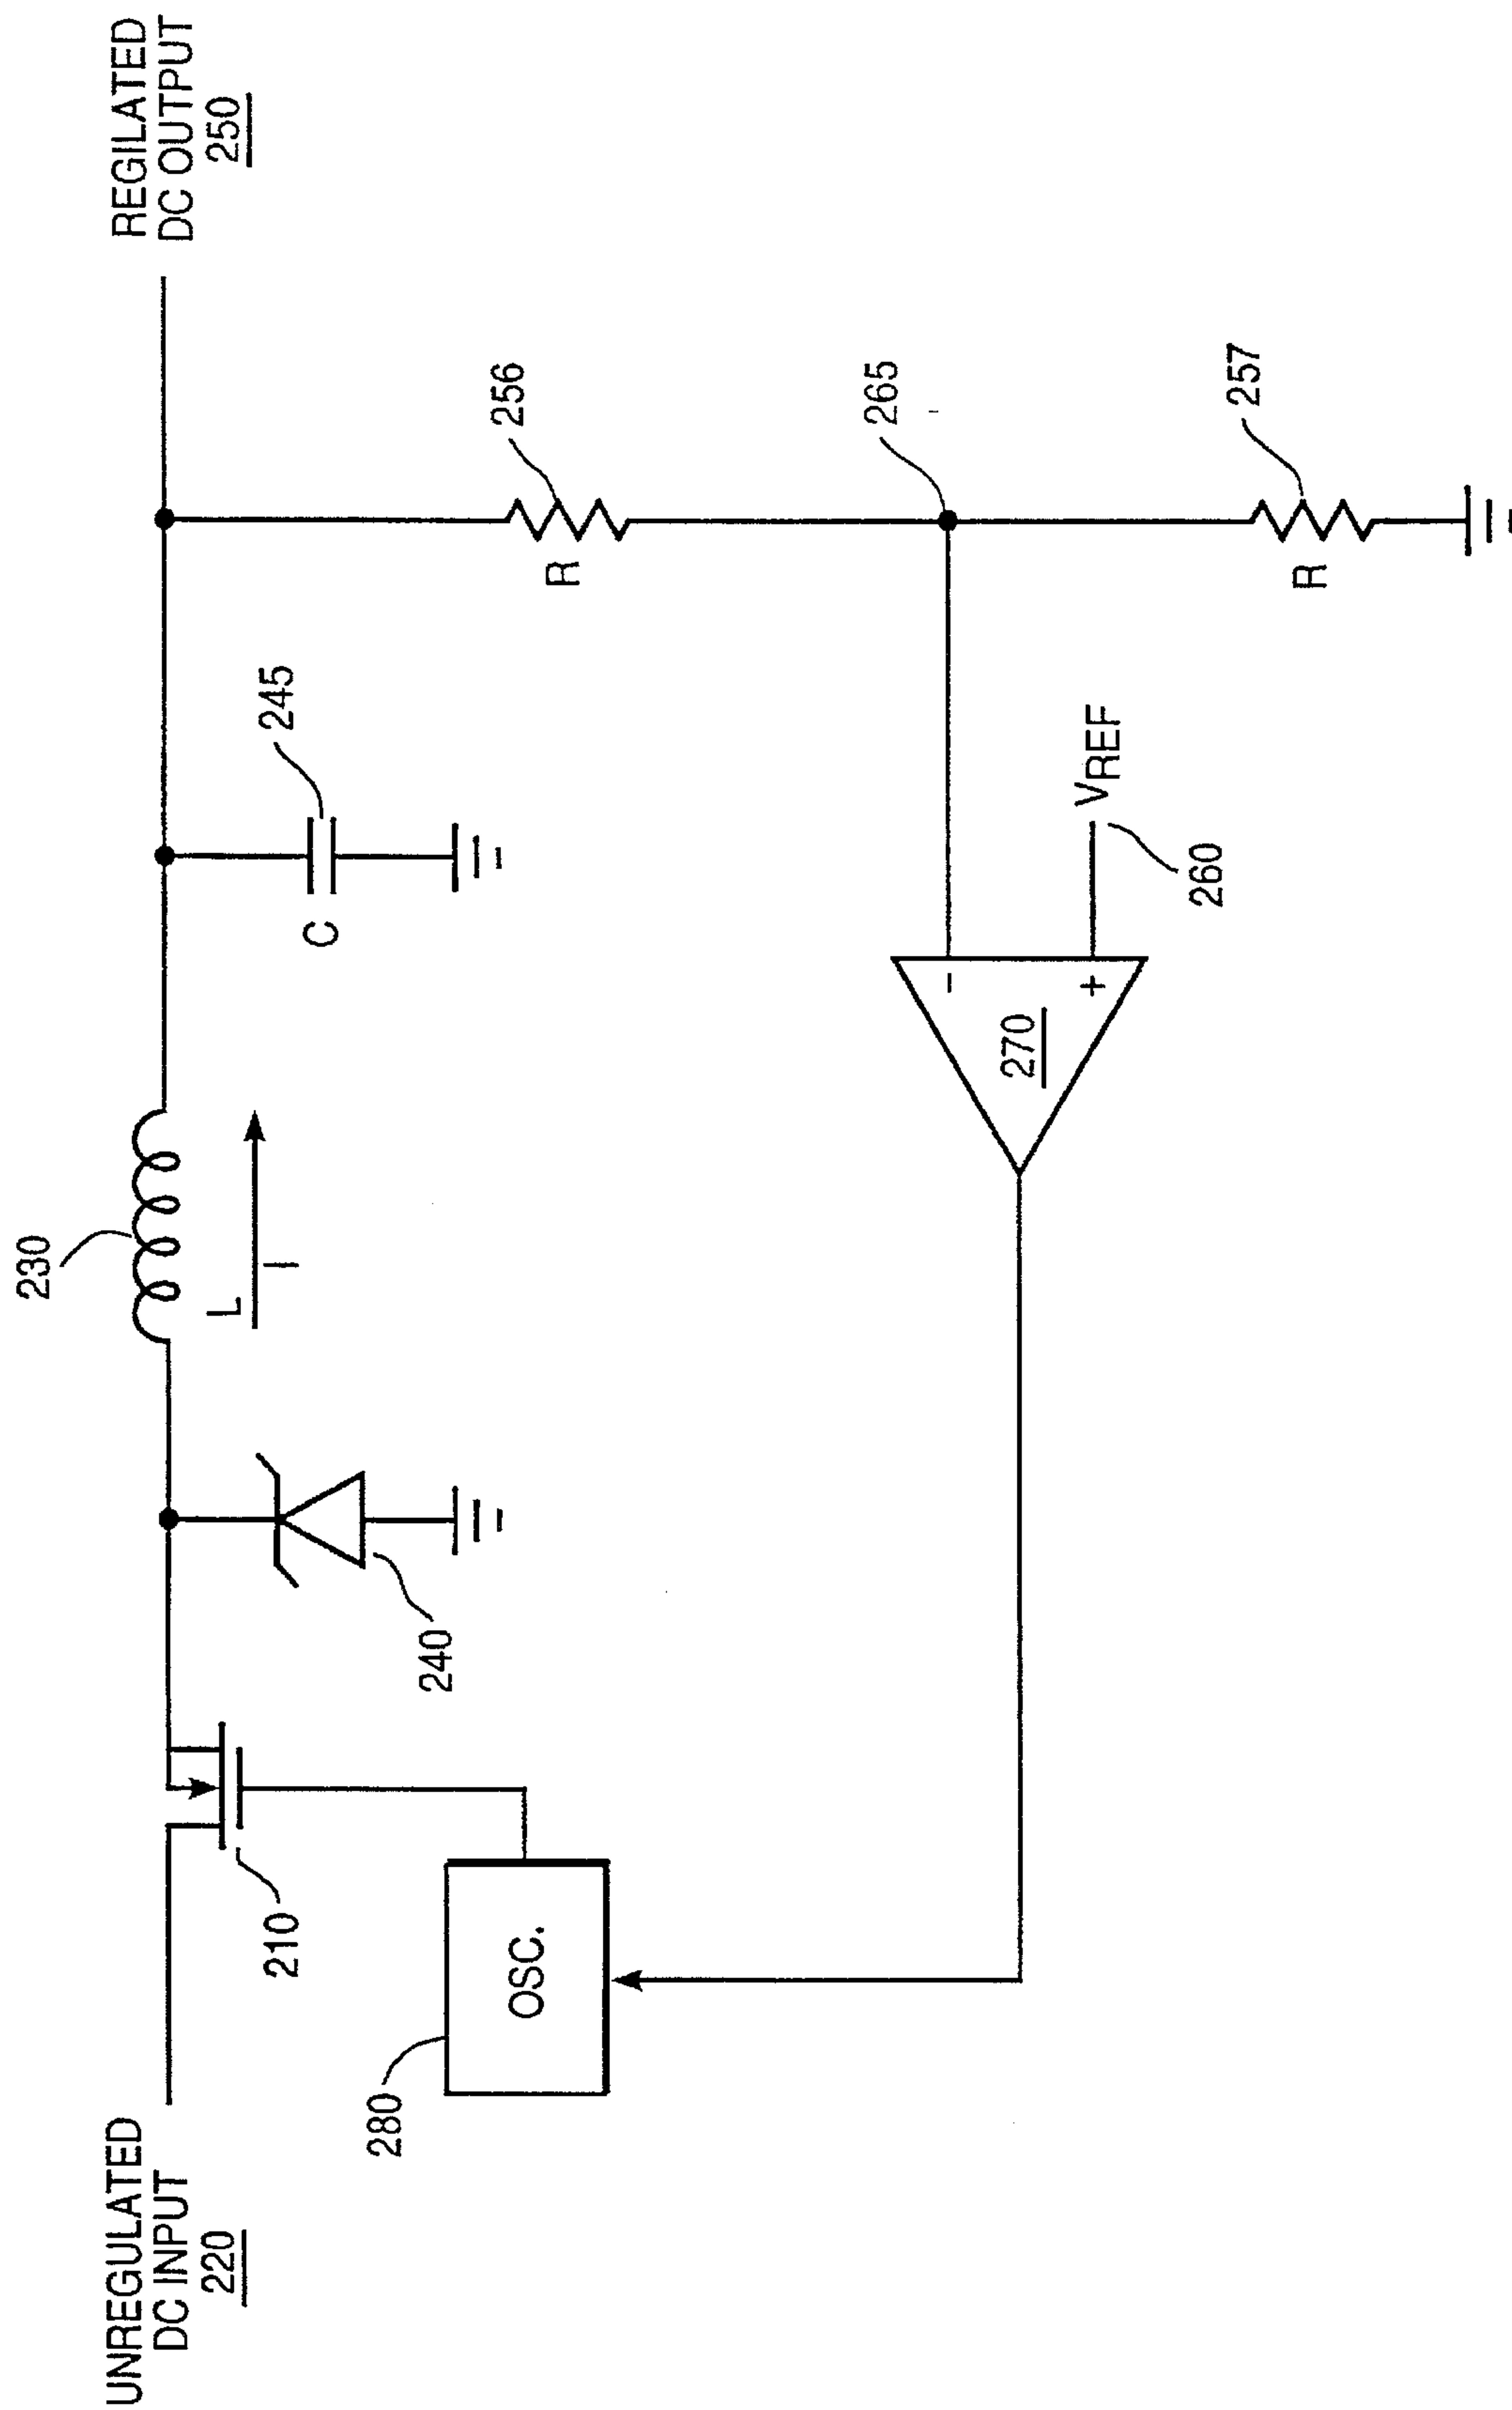 UNREGULATED
DC INPUT
220
210
280
OSC.
240
230
L
I
C
245
270
-
+
VREF
260
R
256
265
R
257
REGILATED
DC OUTPUT
250